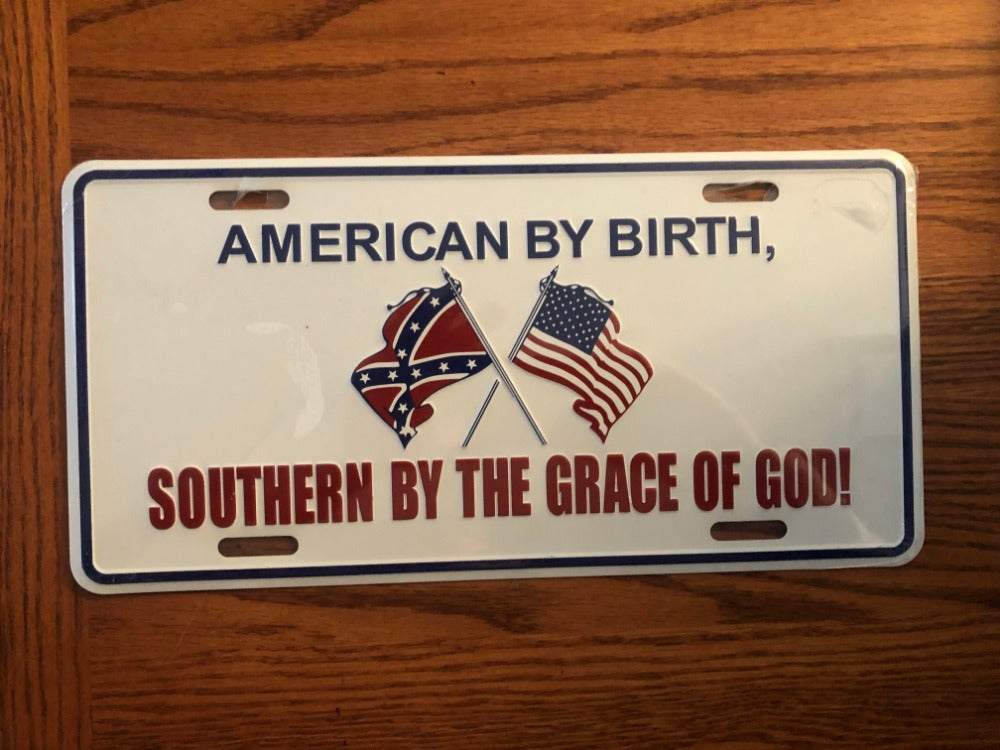 AMERICAN BY BIRTH,
SOUTHERN BY THE GRACE OF GOD!